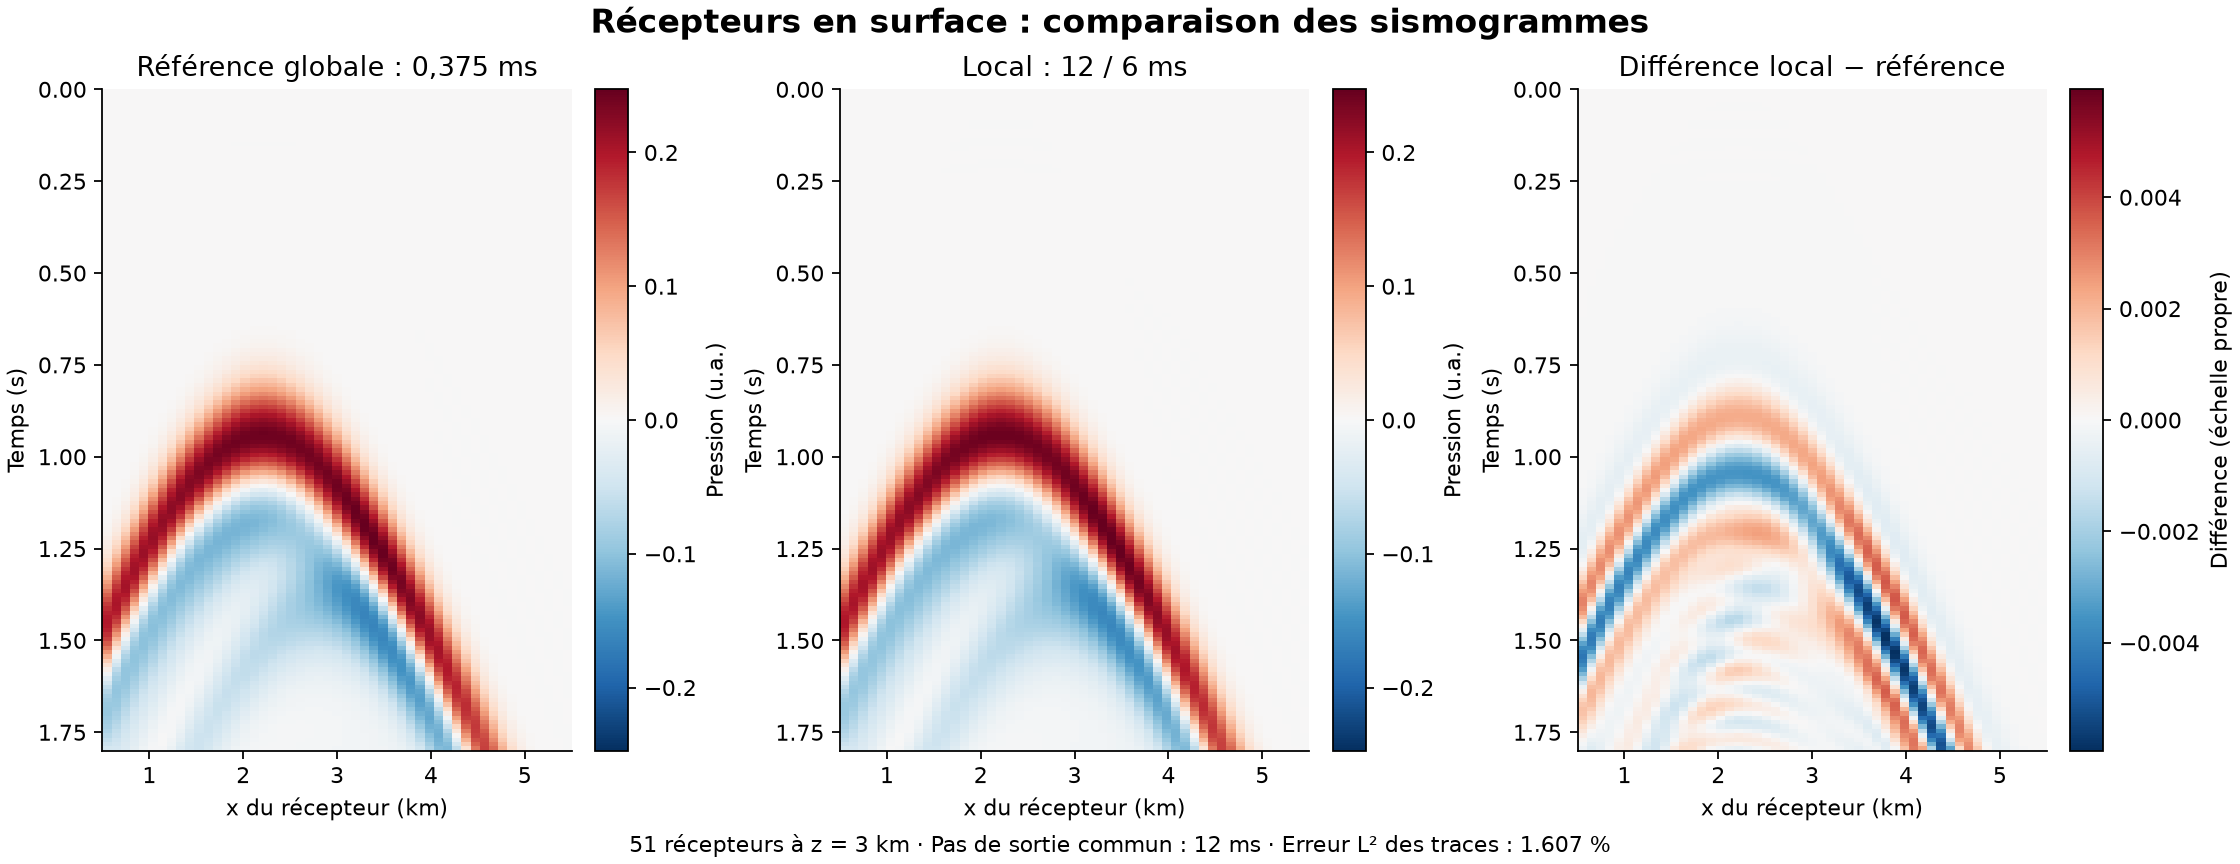 Récepteurs en surface : comparaison des sismogrammes
Référence globale : 0,375 ms
Local : 12 / 6 ms
Différence local − référence
0.00
0.25
0.50
0.75
1.00
1.25
1.50
1.75
Temps (s)
1 2 3 4 5
x du récepteur (km)
0.2
0.1
0.0
−0.1
−0.2
Pression (u.a.)
0.00
0.25
0.50
0.75
1.00
1.25
1.50
1.75
Temps (s)
1 2 3 4 5
x du récepteur (km)
0.2
0.1
0.0
−0.1
−0.2
Pression (u.a.)
0.00
0.25
0.50
0.75
1.00
1.25
1.50
1.75
Temps (s)
1 2 3 4 5
x du récepteur (km)
0.004
0.002
0.000
−0.002
−0.004
Différence (échelle propre)
51 récepteurs à z = 3 km · Pas de sortie commun : 12 ms · Erreur L² des traces : 1.607 %